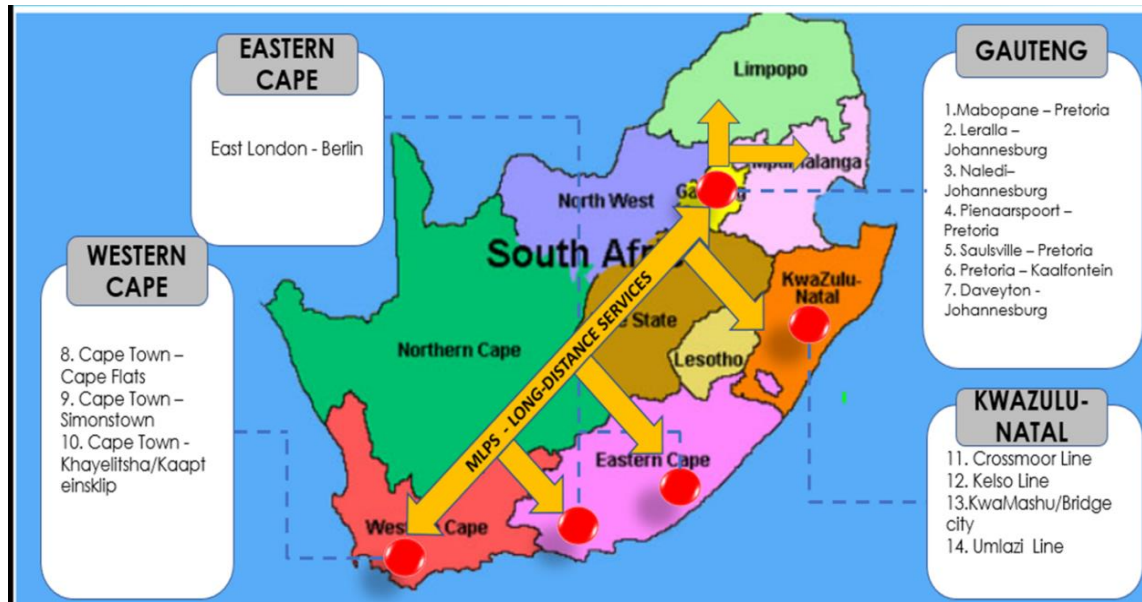 EASTERN
CAPE
East London - Berlin
WESTERN
CAPE
8. Cape Town –
Cape Flats
9. Cape Town –
Simonstown
10. Cape Town -
Khayelitsha/Kaapt
einsklip
GAUTENG
1.Mabopane – Pretoria
2. Leralla –
Johannesburg
3. Naledi–
Johannesburg
4. Pienaarspoort –
Pretoria
5. Saulsville – Pretoria
6. Pretoria – Kaalfontein
7. Daveyton -
Johannesburg
KWAZULU-
NATAL
11. Crossmoor Line
12. Kelso Line
13.KwaMashu/Bridge
city
14. Umlazi Line
Limpopo
North West
South
Northern Cape
State
Lesotho
KwaZulu-
Natal
Eastern Cape
Cape
MLPS - LONG-DISTANCE SERVICES